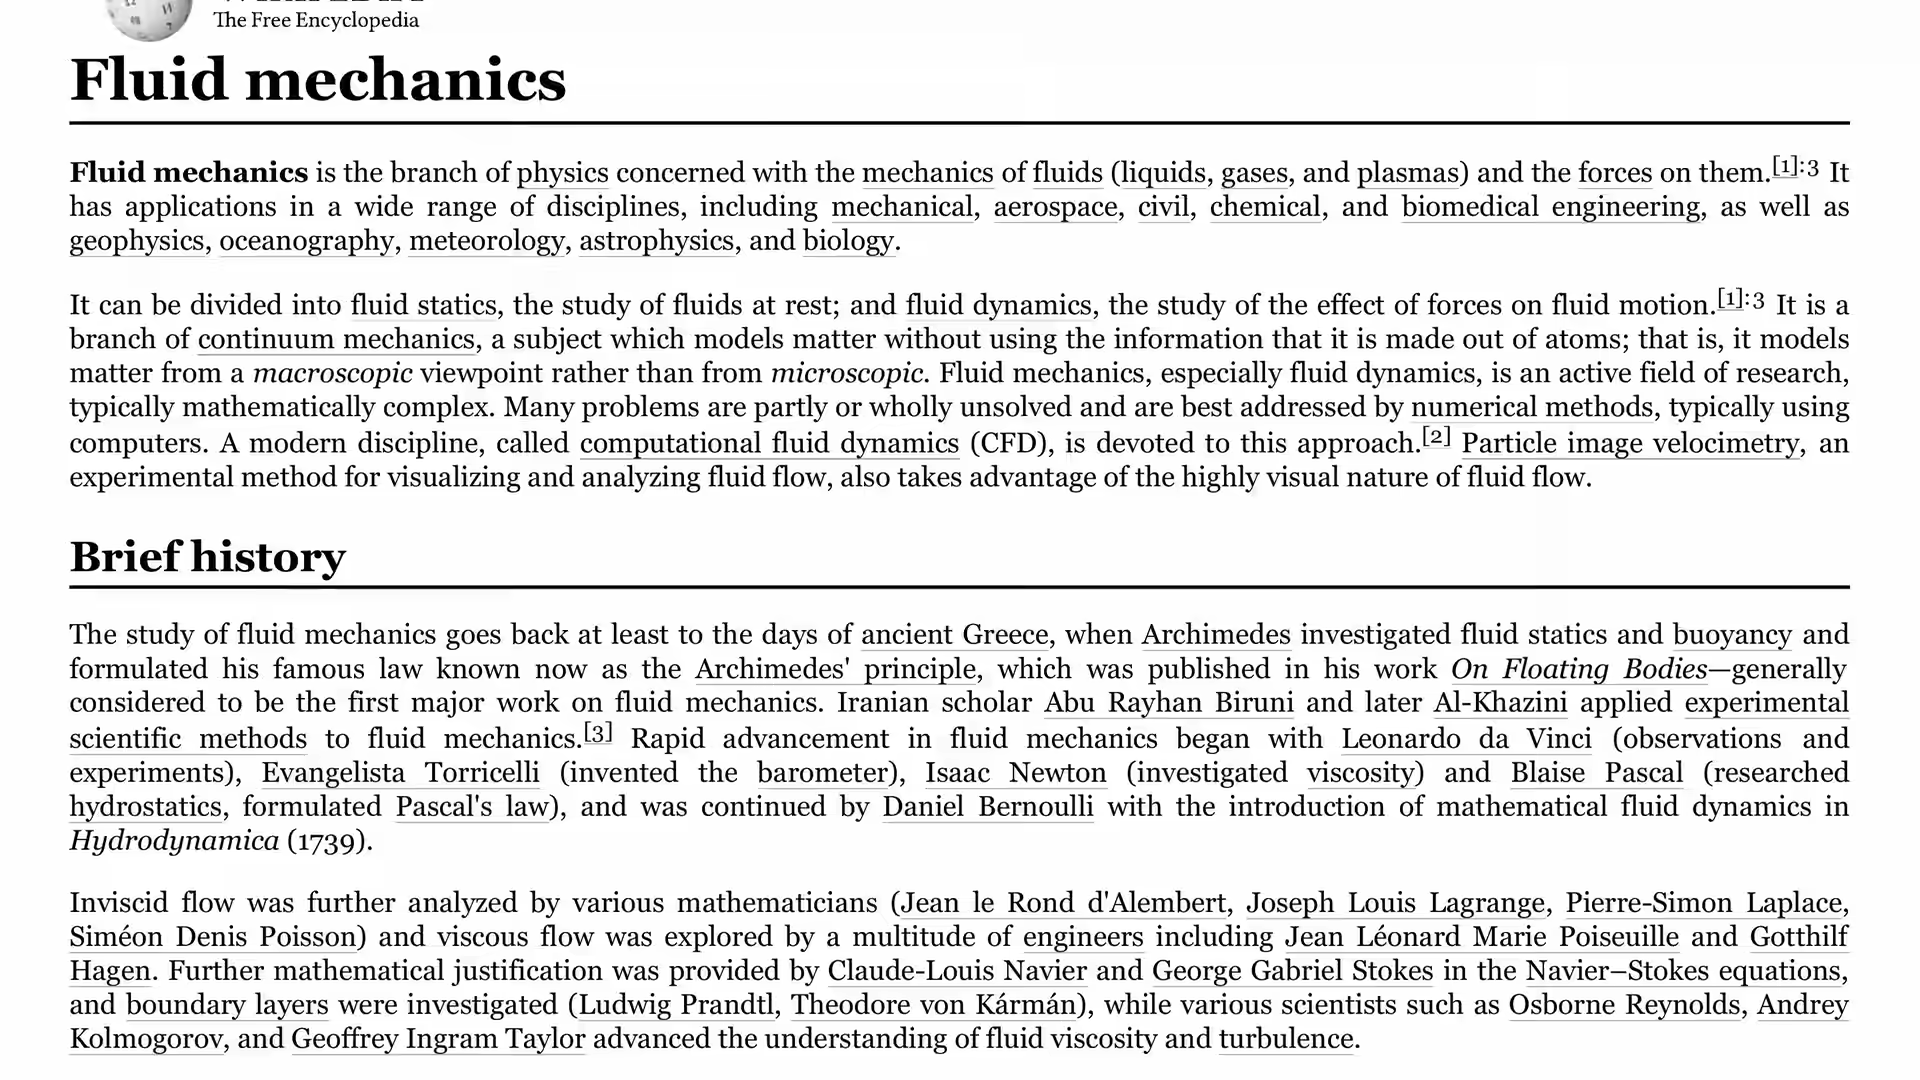 The Free Encyclopedia
Fluid mechanics
Fluid mechanics is the branch of physics concerned with the mechanics of fluids (liquids, gases, and plasmas) and the forces on them.[1]:3 It
has applications in a wide range of disciplines, including mechanical, aerospace, civil, chemical, and biomedical engineering, as well as
geophysics, oceanography, meteorology, astrophysics, and biology.
It can be divided into fluid statics, the study of fluids at rest; and fluid dynamics, the study of the effect of forces on fluid motion.[1]:3 It is a
branch of continuum mechanics, a subject which models matter without using the information that it is made out of atoms; that is, it models
matter from a macroscopic viewpoint rather than from microscopic. Fluid mechanics, especially fluid dynamics, is an active field of research,
typically mathematically complex. Many problems are partly or wholly unsolved and are best addressed by numerical methods, typically using
computers. A modern discipline, called computational fluid dynamics (CFD), is devoted to this approach.[2] Particle image velocimetry, an
experimental method for visualizing and analyzing fluid flow, also takes advantage of the highly visual nature of fluid flow.
Brief history
The study of fluid mechanics goes back at least to the days of ancient Greece, when Archimedes investigated fluid statics and buoyancy and
formulated his famous law known now as the Archimedes' principle, which was published in his work On Floating Bodies—generally
considered to be the first major work on fluid mechanics. Iranian scholar Abu Rayhan Biruni and later Al-Khazini applied experimental
scientific methods to fluid mechanics.[3] Rapid advancement in fluid mechanics began with Leonardo da Vinci (observations and
experiments), Evangelista Torricelli (invented the barometer), Isaac Newton (investigated viscosity) and Blaise Pascal (researched
hydrostatics, formulated Pascal's law), and was continued by Daniel Bernoulli with the introduction of mathematical fluid dynamics in
Hydrodynamica (1739).
Inviscid flow was further analyzed by various mathematicians (Jean le Rond d'Alembert, Joseph Louis Lagrange, Pierre-Simon Laplace,
Siméon Denis Poisson) and viscous flow was explored by a multitude of engineers including Jean Léonard Marie Poiseuille and Gotthilf
Hagen. Further mathematical justification was provided by Claude-Louis Navier and George Gabriel Stokes in the Navier–Stokes equations,
and boundary layers were investigated (Ludwig Prandtl, Theodore von Kármán), while various scientists such as Osborne Reynolds, Andrey
Kolmogorov, and Geoffrey Ingram Taylor advanced the understanding of fluid viscosity and turbulence.